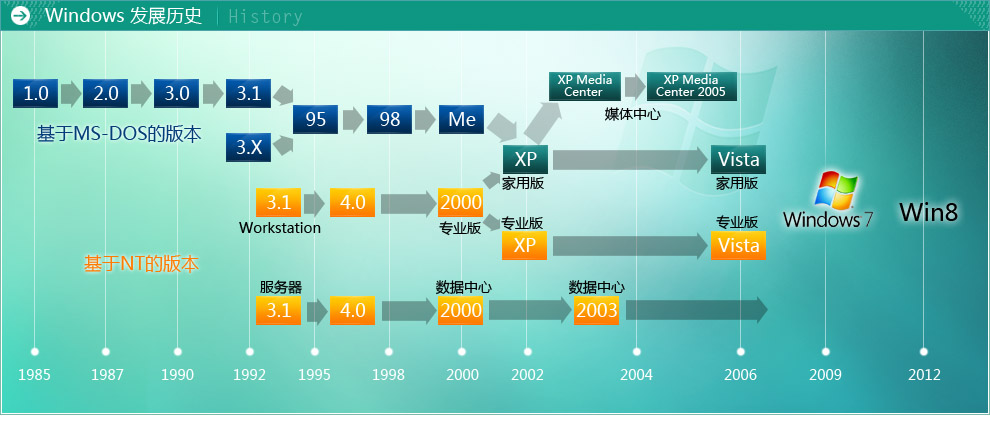 Windows 发展历史
History
XP Media
Center
XP Media
Center 2005
媒体中心
1.0
2.0
3.0
3.1
95
98
Me
基于MS-DOS的版本
3.X
XP
家用版
Vista
家用版
3.1
Workstation
4.0
2000
专业版
专业版
XP
专业版
Vista
Windows 7
Win8
基于NT的版本
服务器
3.1
4.0
数据中心
2000
数据中心
2003
1985
1987
1990
1992
1995
1998
2000
2002
2004
2006
2009
2012